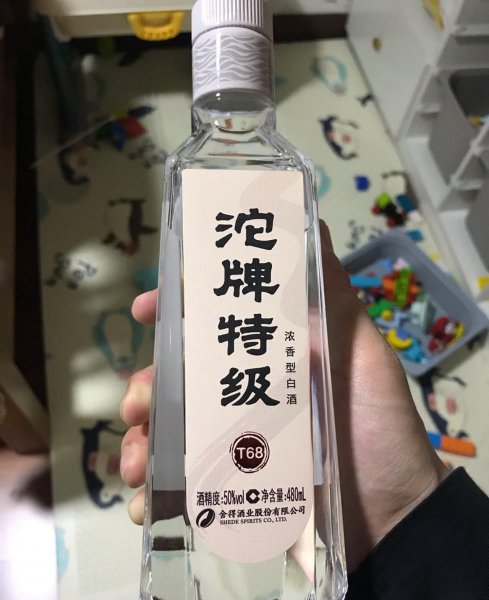 沱牌特级
浓香型白酒
T68
酒精度:50%vol 净含量:480mL
舍得酒业股份有限公司
SHEDE SPIRITS CO., LTD.